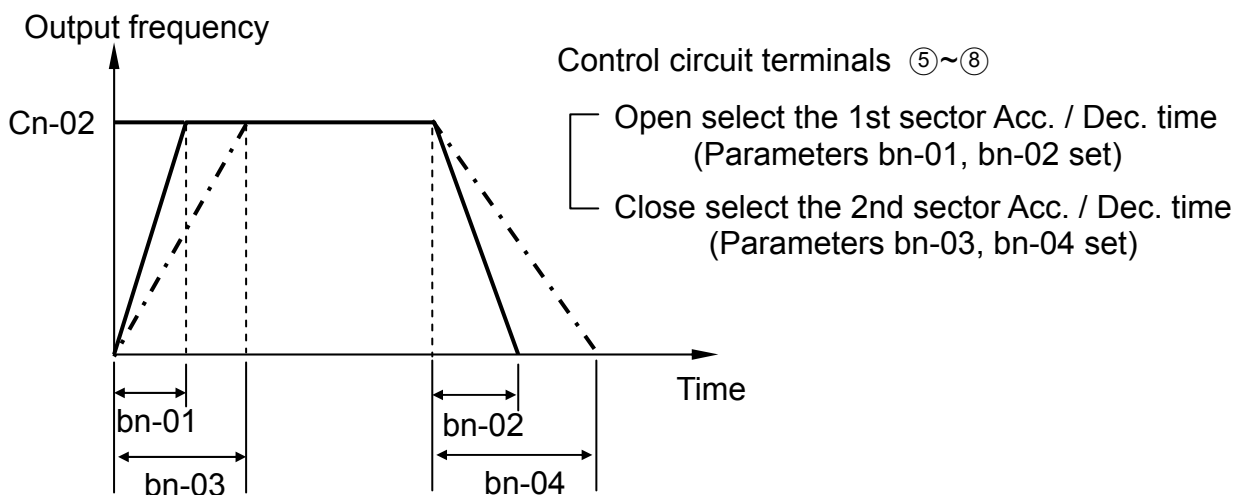 Output frequency
Control circuit terminals ⑤~⑧
Cn-02
Open select the 1st sector Acc. / Dec. time
(Parameters bn-01, bn-02 set)
Close select the 2nd sector Acc. / Dec. time
(Parameters bn-03, bn-04 set)
Time
bn-01
bn-02
bn-03
bn-04